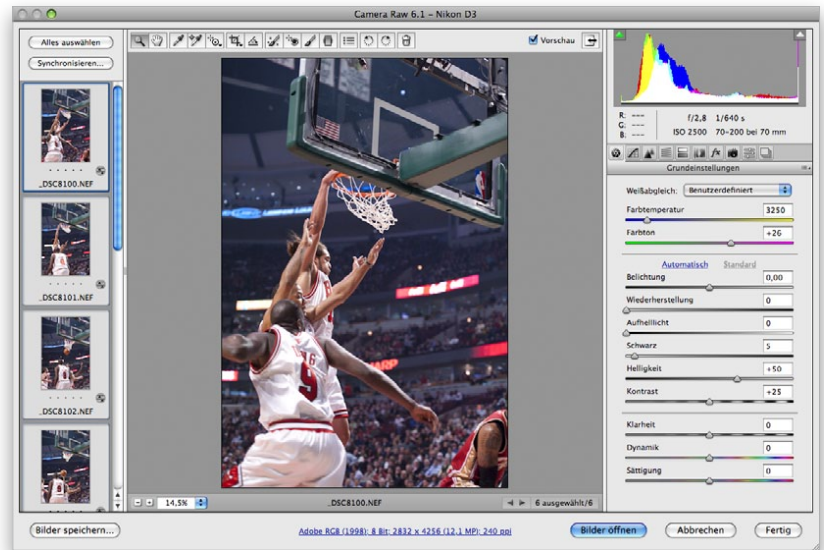 Camera Raw 6.1 – Nikon D3
Alles auswählen
Synchronisieren...
_DSC8100.NEF
_DSC8101.NEF
_DSC8102.NEF
Vorschau
9
14,5%
_DSC8100.NEF
6 ausgewählt/6
R: ---
G: ---
B: ---
f/2,8 1/640 s
ISO 2500 70-200 bei 70 mm
Grundeinstellungen
Weißabgleich: Benutzerdefiniert
Farbtemperatur 3250
Farbton +26
Automatisch Standard
Belichtung 0,00
Wiederherstellung 0
Aufhelllicht 0
Schwarz 5
Helligkeit +50
Kontrast +25
Klarheit 0
Dynamik 0
Sättigung 0
Bilder speichern...
Adobe RGB (1998); 8 Bit; 2832 x 4256 (12,1 MP); 240 ppi
Bilder öffnen
Abbrechen
Fertig